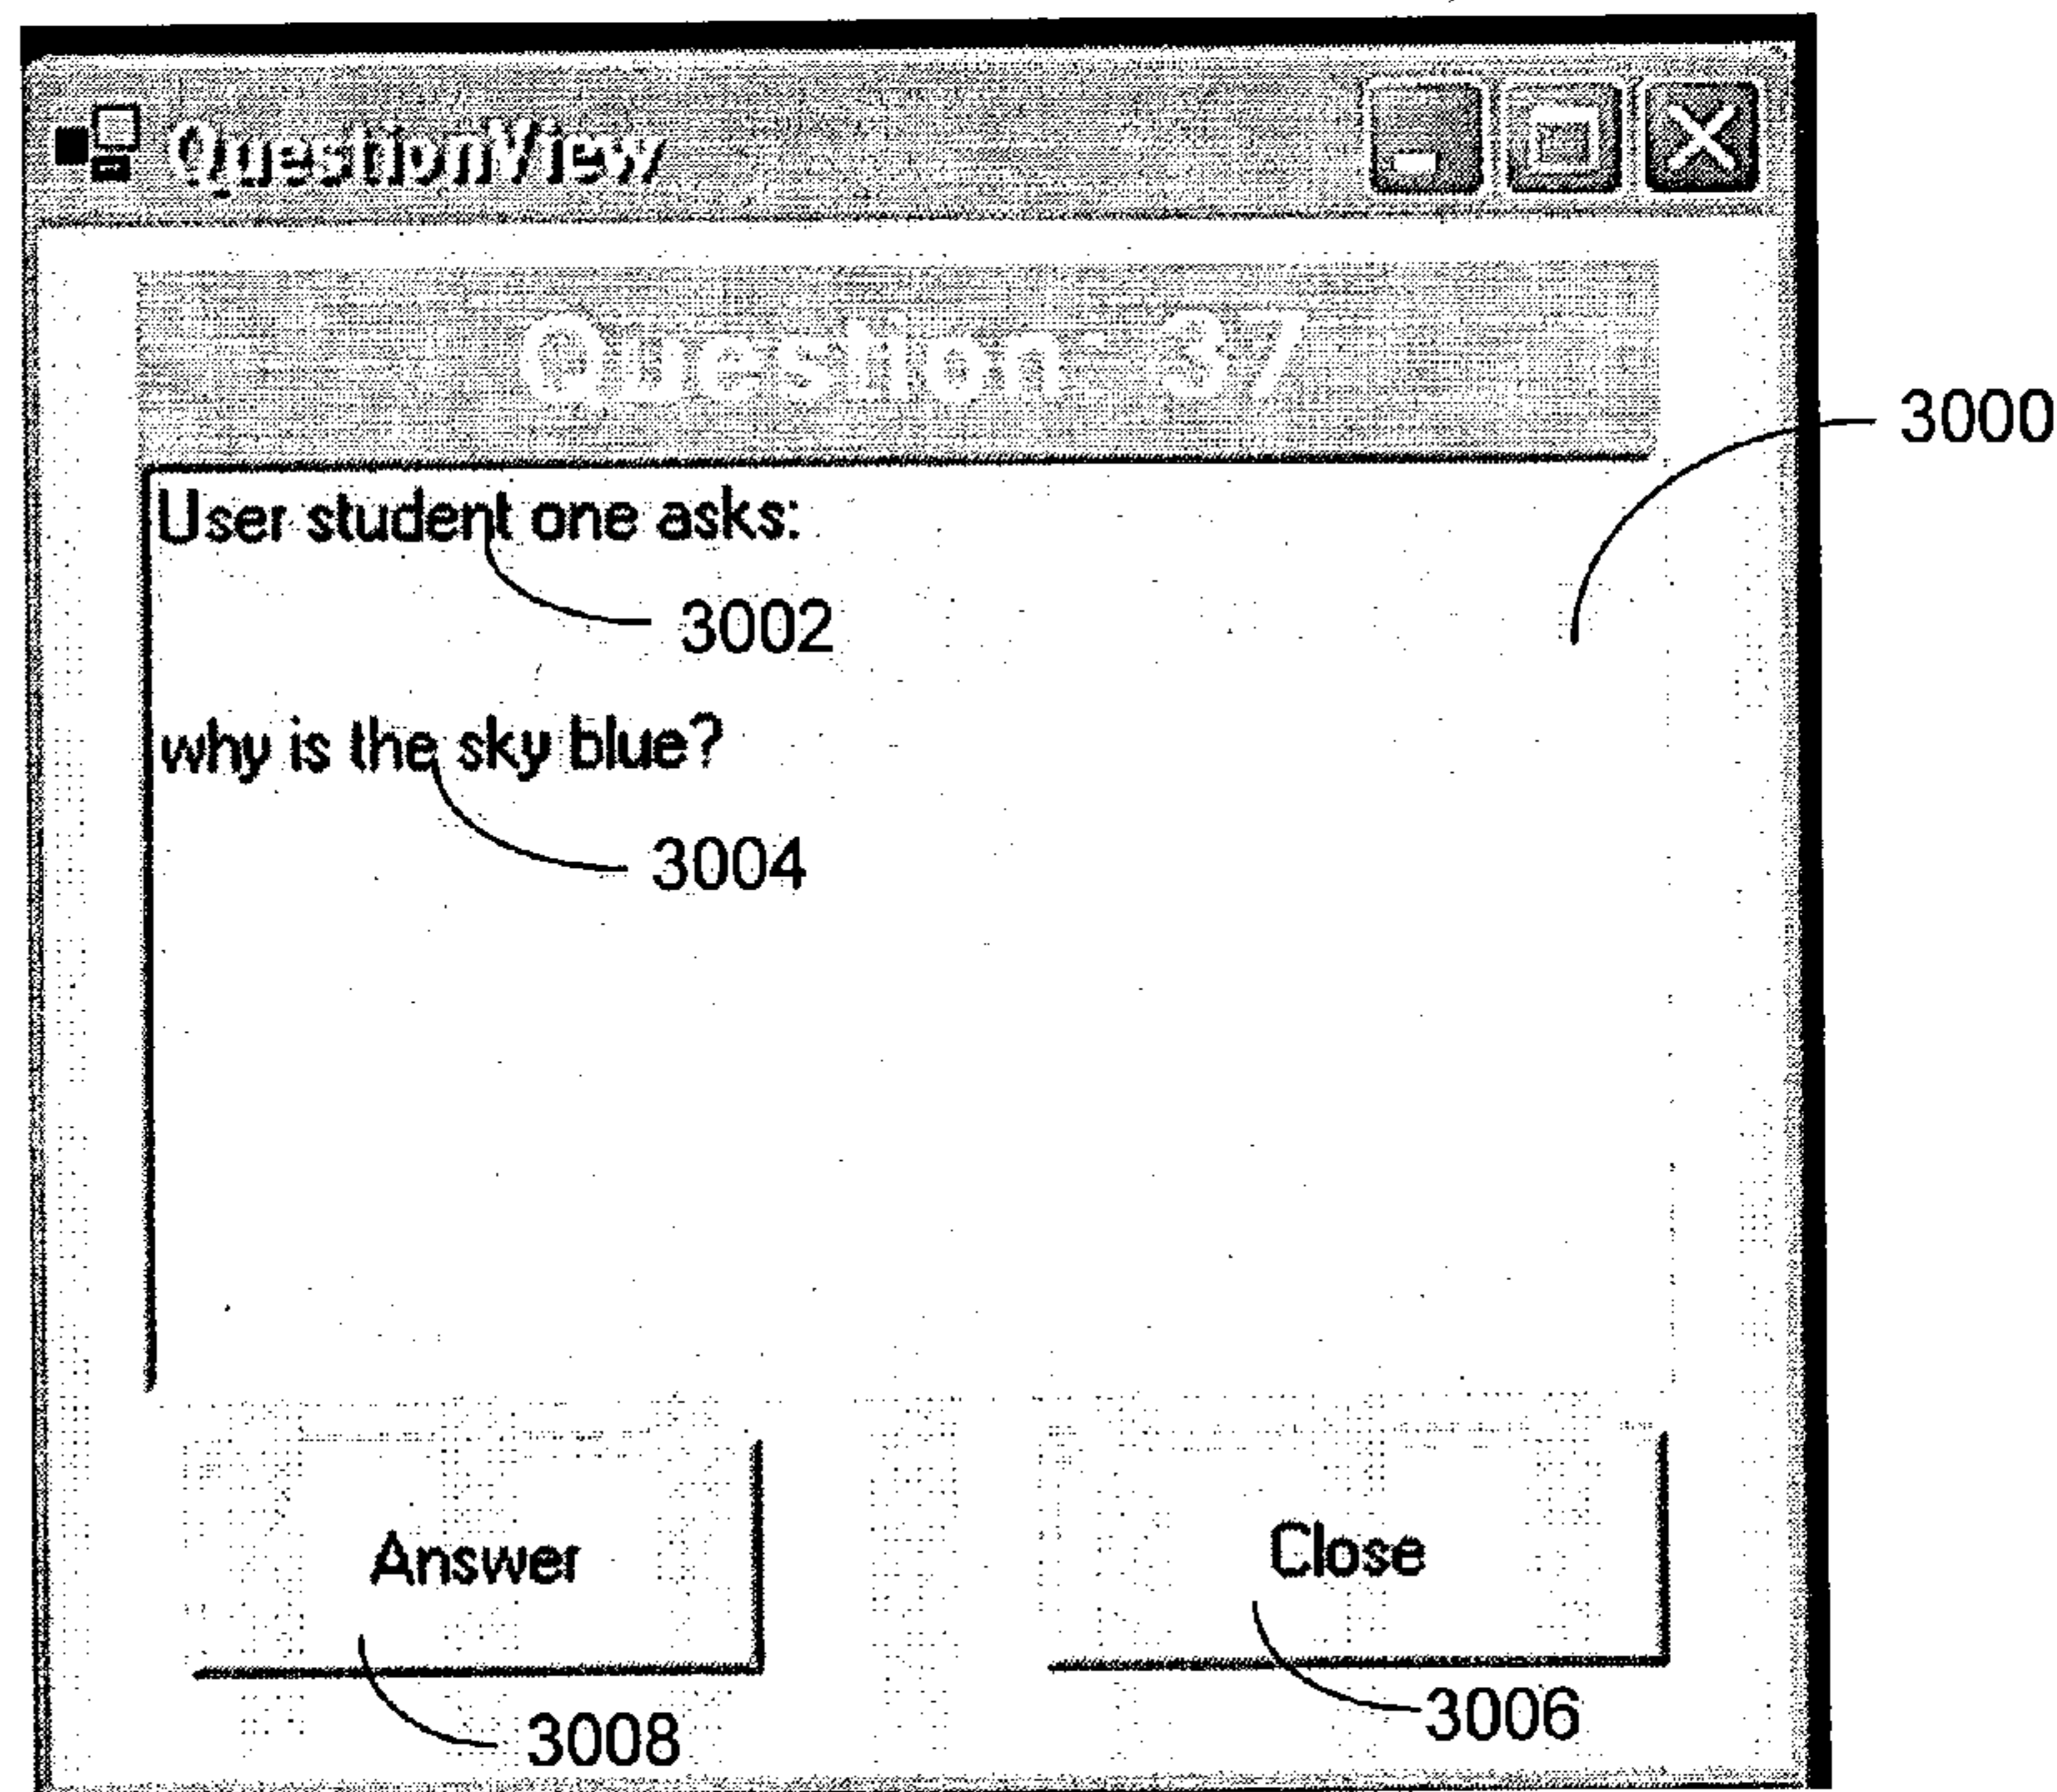 QuestionView
Question: 37
3000
User student one asks:
3002
why is the sky blue?
3004
Answer
Close
3008
3006